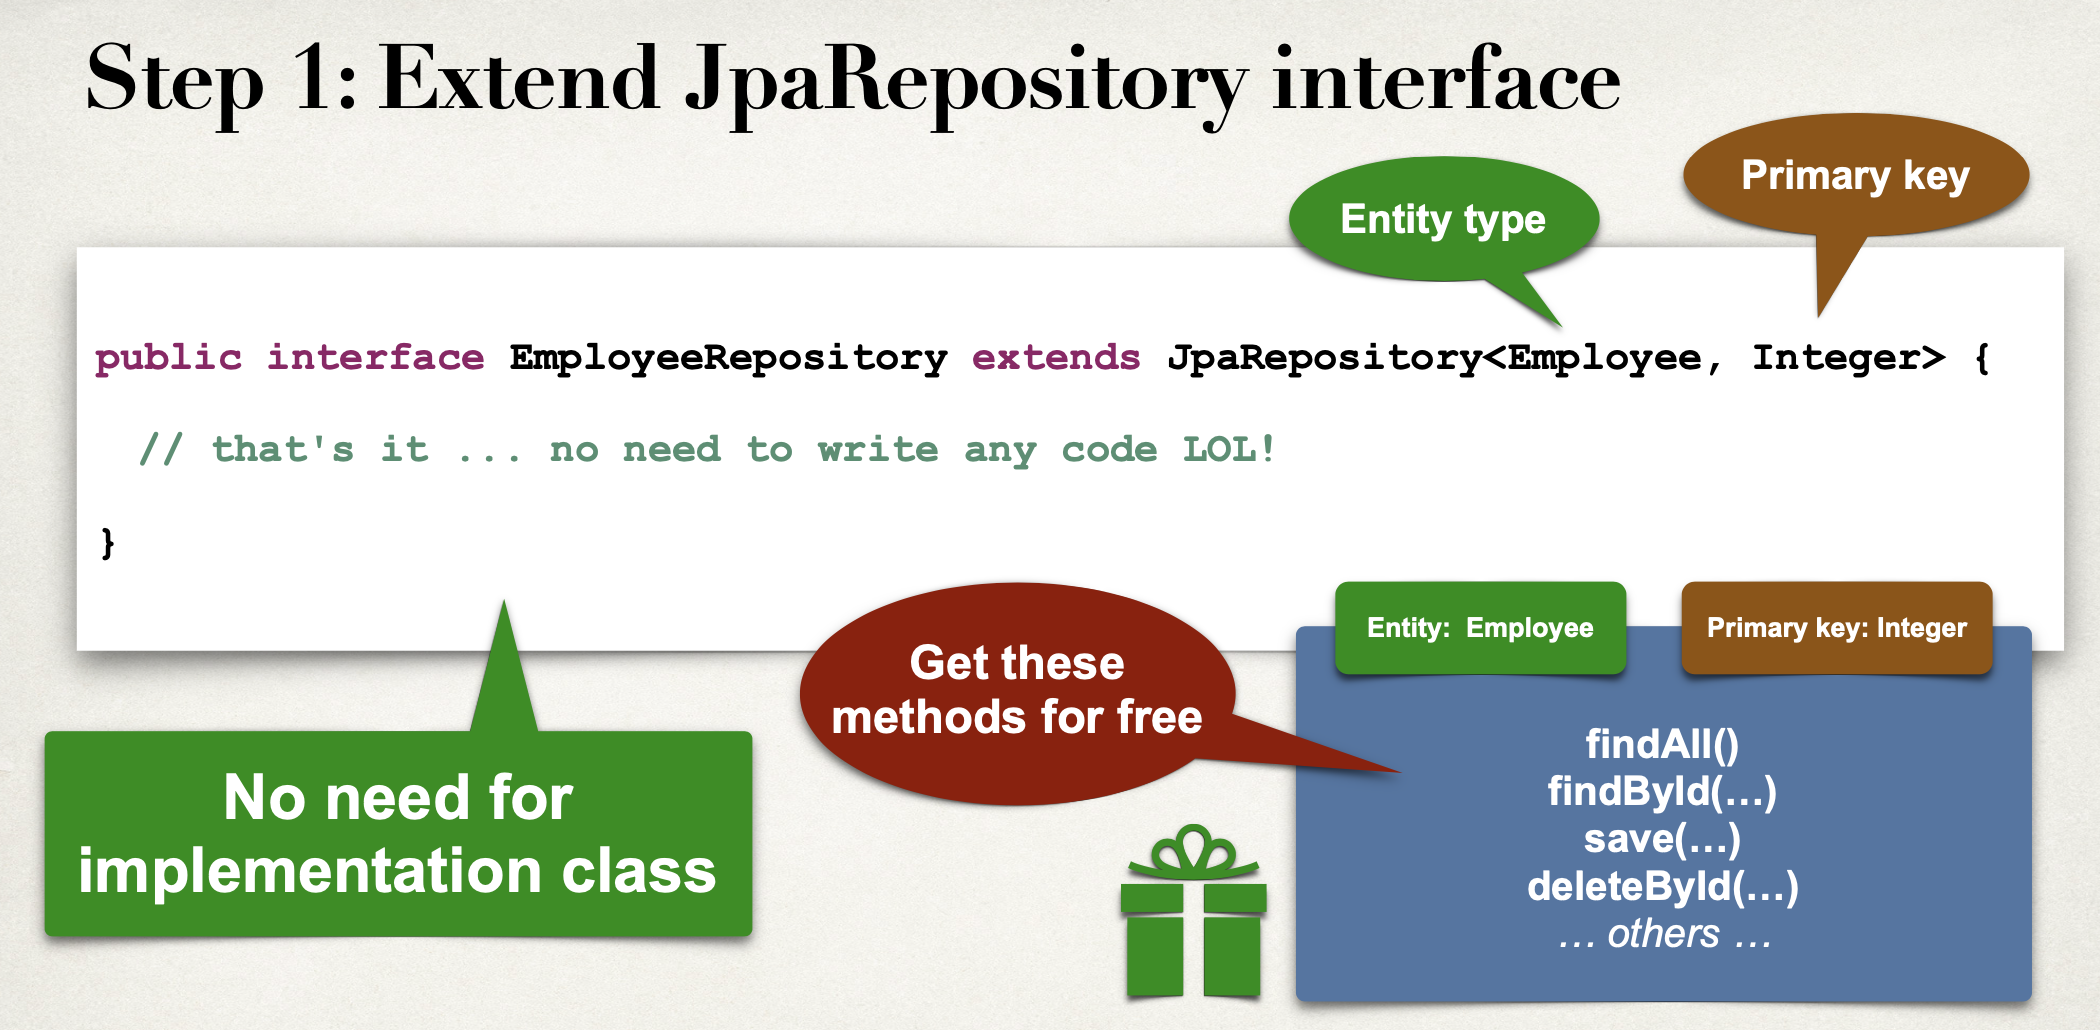 Step 1: Extend JpaRepository interface
Primary key
Entity type
public interface EmployeeRepository extends JpaRepository<Employee, Integer> {
// that's it ... no need to write any code LOL!
}
No need for
implementation class
Get these
methods for free
Entity:  Employee
Primary key: Integer
findAll()
findById(…)
save(…)
deleteById(…)
… others …